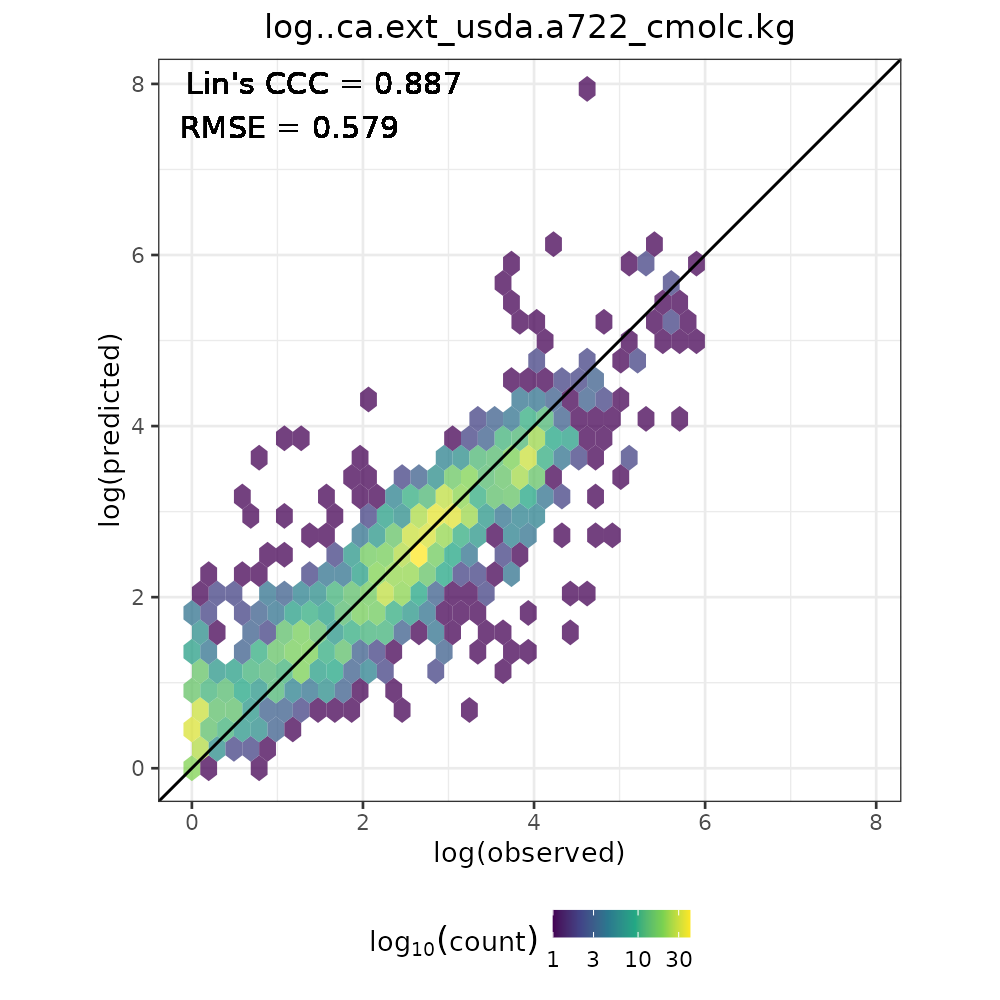 log..ca.ext_usda.a722_cmolc.kg
Lin's CCC = 0.887
RMSE = 0.579
8
6
4
2
0
log(predicted)
0 2 4 6 8
log(observed)
log10(count)
1 3 10 30